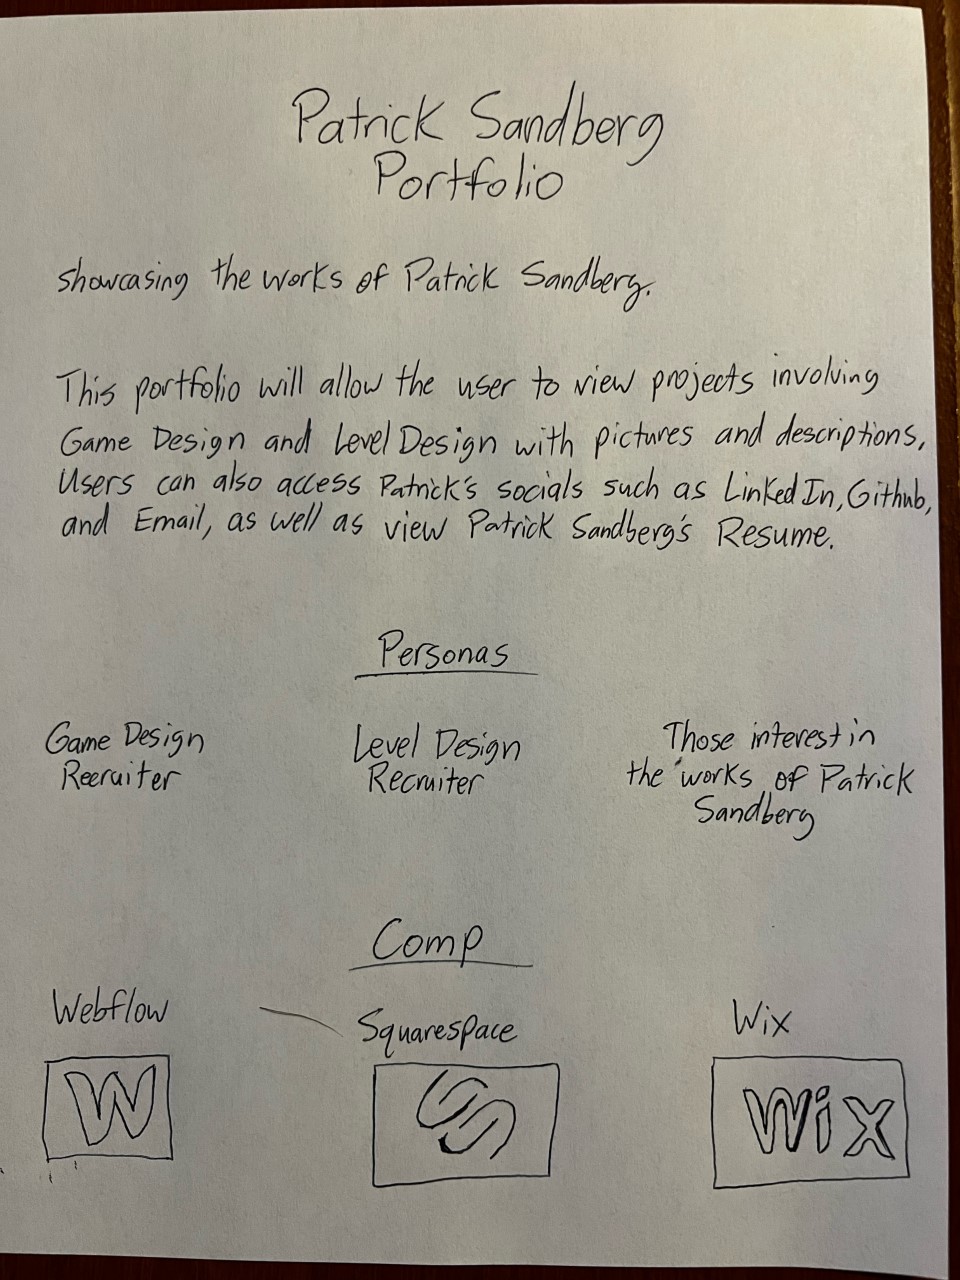 Patrick Sandberg
Portfolio
showcasing the works of Patrick Sandberg.
This portfolio will allow the user to view projects involving
Game Design and Level Design with pictures and descriptions,
Users can also access Patrick's socials such as LinkedIn, Github,
and Email, as well as view Patrick Sandberg's Resume.
Personas
Game Design
Recruiter
Level Design
Recruiter
Those interest in
the works of Patrick
Sandberg
Comp
Webflow
Squarespace
Wix
W
Wix